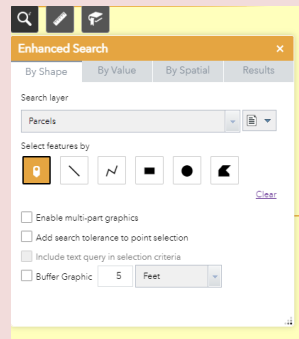 Enhanced Search ×
By Shape By Value By Spatial Results
Search layer
Parcels
Select features by
Clear
Enable multi-part graphics
Add search tolerance to point selection
Include text query in selection criteria
Buffer Graphic 5 Feet